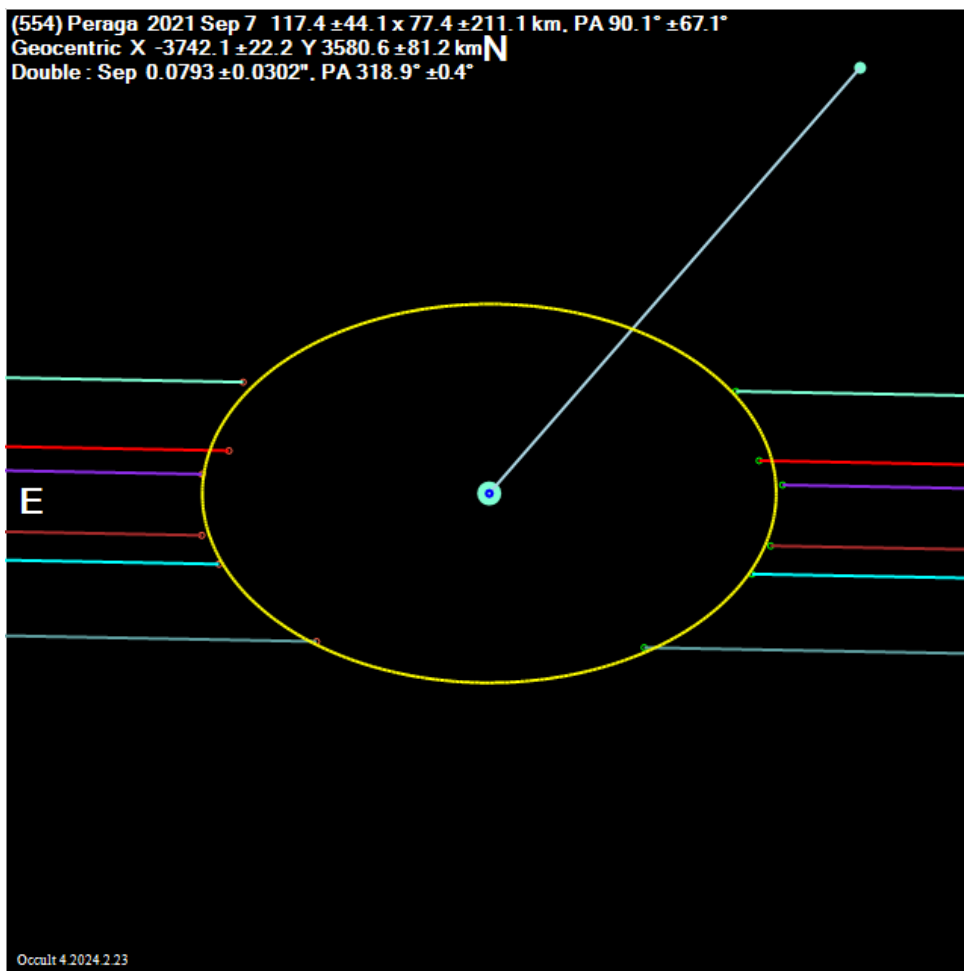 (554) Peraga 2021 Sep 7 117.4 ±44.1 x 77.4 ±211.1 km, PA 90.1° ±67.1°
Geocentric X -3742.1 ±22.2 Y 3580.6 ±81.2 km
N
Double : Sep 0.0793 ±0.0302", PA 318.9° ±0.4°
E
Occult 4.2024.2.23